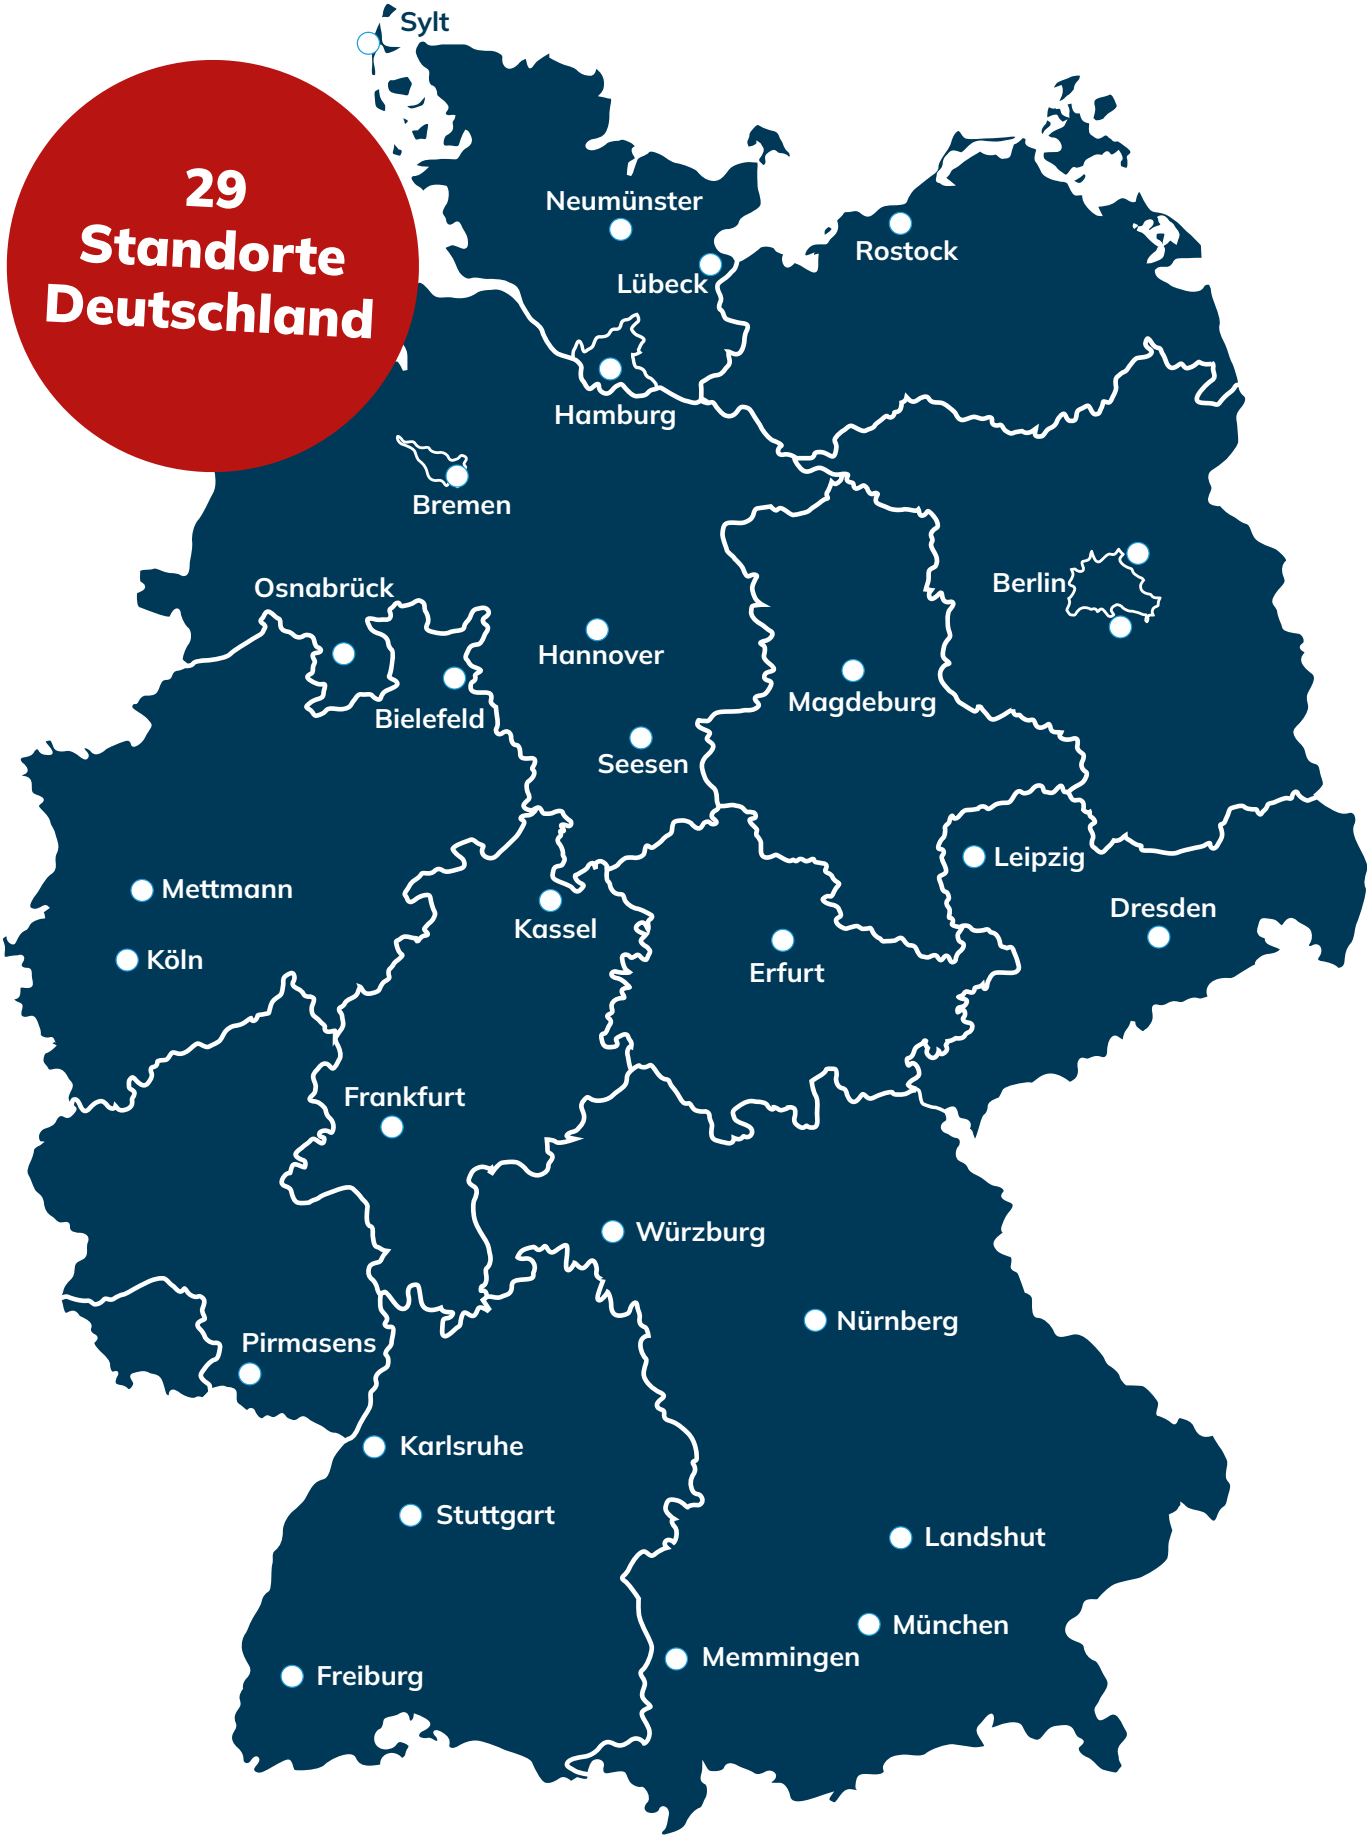 Sylt
29
Standorte
Deutschland
Neumünster
Rostock
Lübeck
Hamburg
Bremen
Berlin
Osnabrück
Hannover
Magdeburg
Bielefeld
Seesen
Leipzig
Mettmann
Dresden
Kassel
Köln
Erfurt
Frankfurt
Würzburg
Nürnberg
Pirmasens
Karlsruhe
Stuttgart
Landshut
München
Memmingen
Freiburg